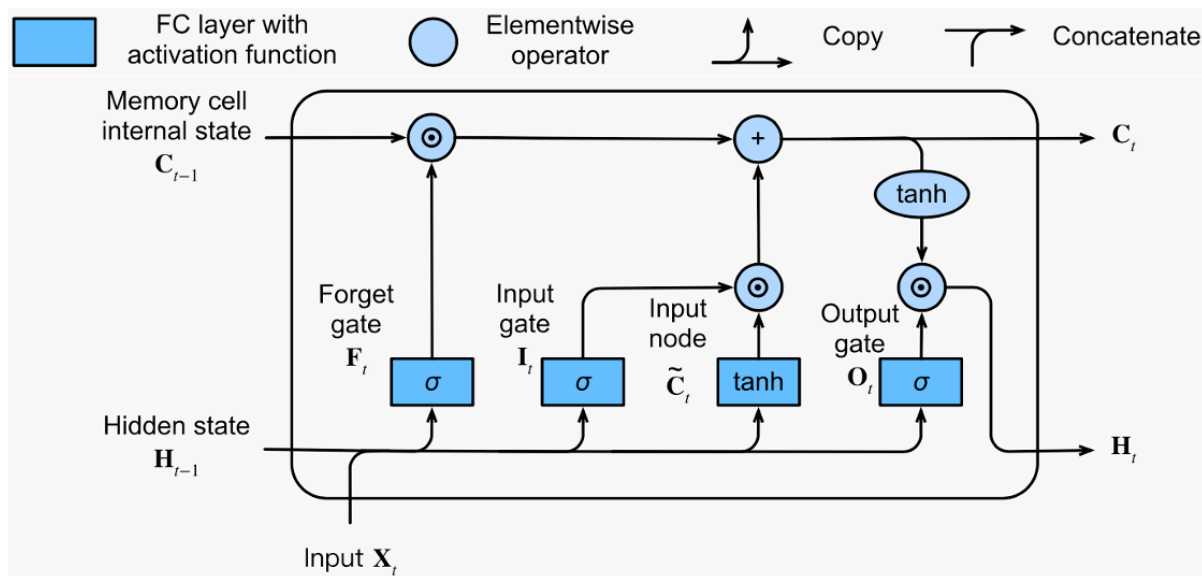 FC layer with
activation function
Elementwise
operator
Copy
Concatenate
Memory cell
internal state
C_{t-1}
+
C_t
tanh
Forget
gate
F_t
Input
gate
I_t
Input
node
C̃_t
Output
gate
O_t
σ
σ
tanh
σ
Hidden state
H_{t-1}
H_t
Input X_t